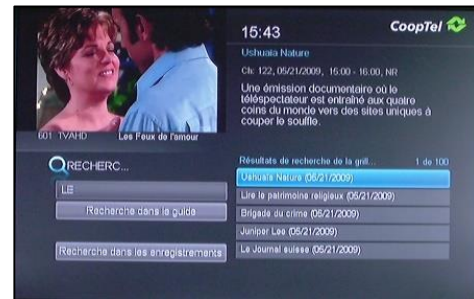 15:43
CoopTel
Ushuaïa Nature
Ch: 122, 05/21/2009, 15:00 - 16:00, NR
Une émission documentaire où le
téléspectateur est entraîné aux quatre
coins du monde vers des sites uniques à
couper le souffle.
601 TVAHD Les Feux de l'amour
RECHERC...
LE
Recherche dans le guide
Recherche dans les enregistrements
Résultats de recherche de la gril... 1 de 100
Ushuaïa Nature (05/21/2009)
Lire le patrimoine religieux (05/21/2009)
Brigade du crime (05/21/2009)
Juniper Lee (05/21/2009)
Le Journal suisse (05/21/2009)